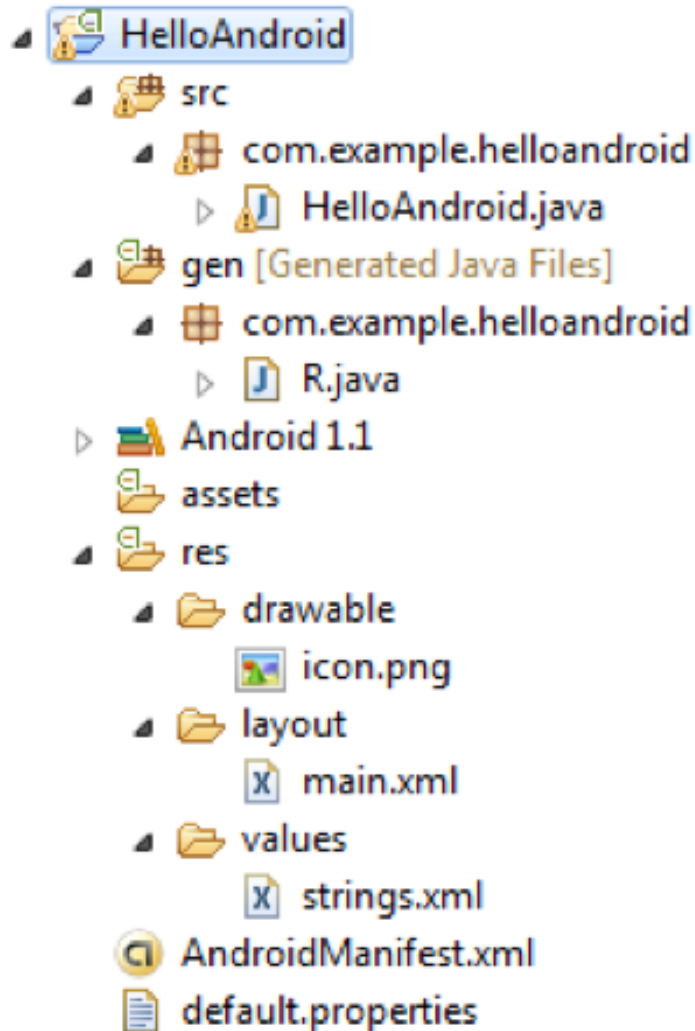 HelloAndroid
src
com.example.helloandroid
HelloAndroid.java
gen [Generated Java Files]
com.example.helloandroid
R.java
Android 1.1
assets
res
drawable
icon.png
layout
main.xml
values
strings.xml
AndroidManifest.xml
default.properties